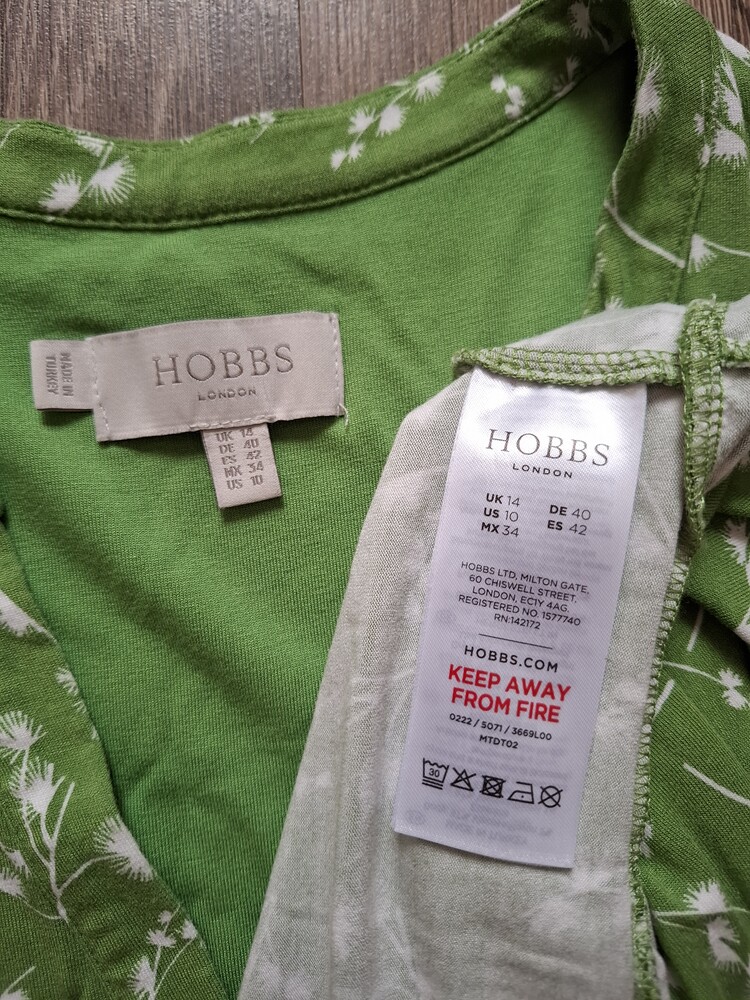 MADE IN
TURKEY
HOBBS
LONDON
UK 14
DE 40
ES 42
MX 34
US 10
HOBBS
LONDON
UK 14 DE 40
US 10 ES 42
MX 34
HOBBS LTD, MILTON GATE,
60 CHISWELL STREET,
LONDON, EC1Y 4AG.
REGISTERED NO. 1577740
RN:142172
HOBBS.COM
KEEP AWAY
FROM FIRE
0222 / 5071 / 3669L00
MTDT02
30